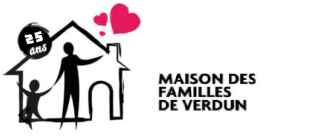 25
ans
MAISON DES
FAMILLES
DE VERDUN